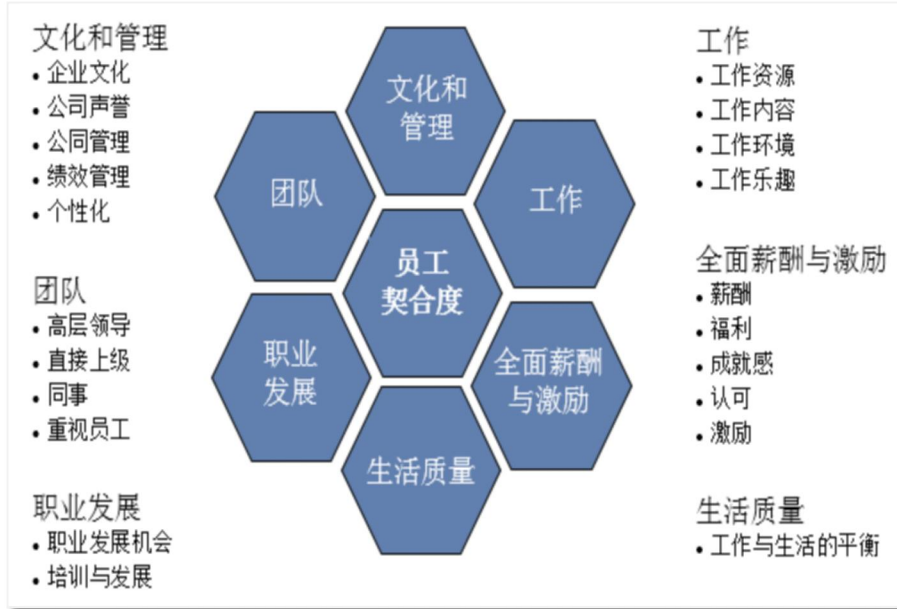 文化和管理
• 企业文化
• 公司声誉
• 公同管理
• 绩效管理
• 个性化
团队
• 高层领导
• 直接上级
• 同事
• 重视员工
职业发展
• 职业发展机会
• 培训与发展
文化和
管理
团队
工作
员工
契合度
职业
发展
全面薪酬
与激励
生活质量
工作
• 工作资源
• 工作内容
• 工作环境
• 工作乐趣
全面薪酬与激励
• 薪酬
• 福利
• 成就感
• 认可
• 激励
生活质量
• 工作与生活的平衡